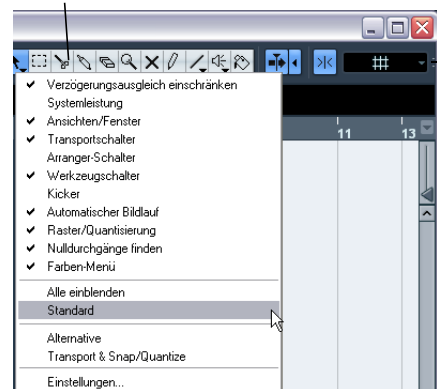 11 13
Verzögerungsausgleich einschränken
Systemleistung
Ansichten/Fenster
Transportschalter
Arranger-Schalter
Werkzeugschalter
Kicker
Automatischer Bildlauf
Raster/Quantisierung
Nulldurchgänge finden
Farben-Menü
Alle einblenden
Standard
Alternative
Transport & Snap/Quantize
Einstellungen...